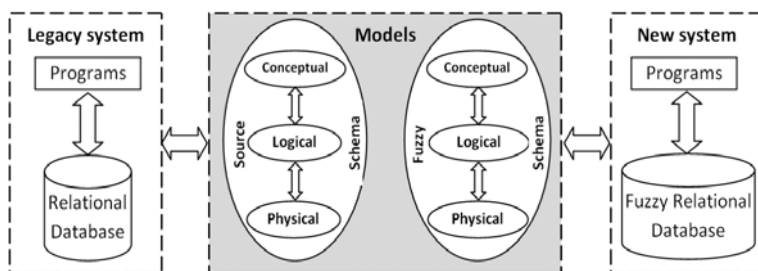 Legacy system
Programs
Relational
Database
Models
Source
Conceptual
Logical
Physical
Schema
Fuzzy
Conceptual
Logical
Physical
Schema
New system
Programs
Fuzzy Relational
Database